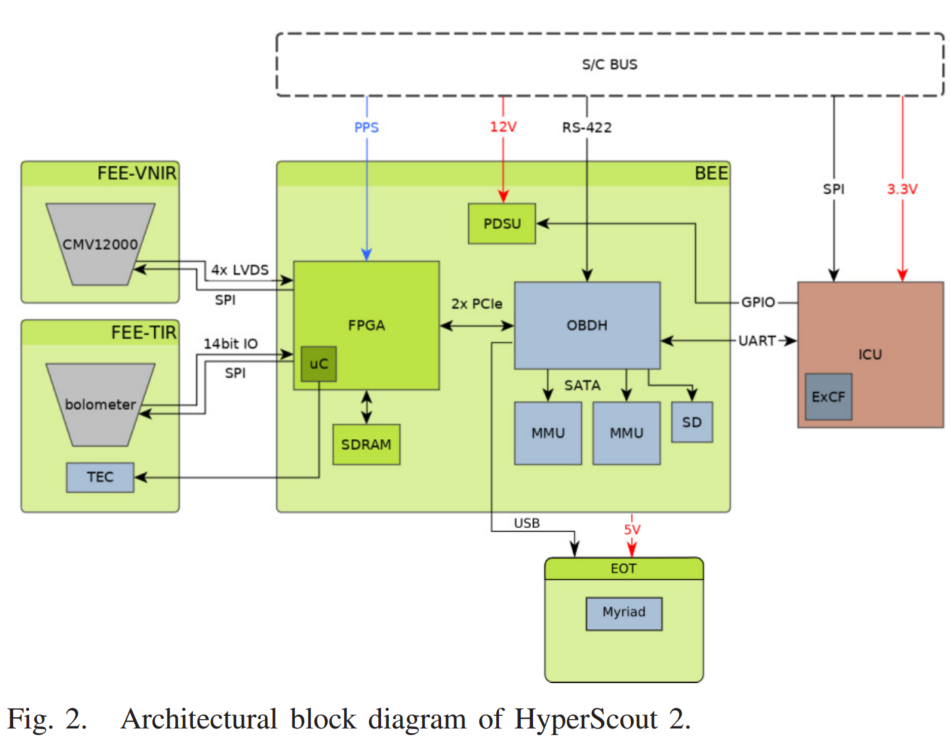 S/C BUS
PPS
12V
RS-422
SPI
3.3V
FEE-VNIR
CMV12000
4x LVDS
SPI
BEE
PDSU
FPGA
uC
2x PCIe
OBDH
GPIO
UART
ICU
ExCF
FEE-TIR
14bit IO
SPI
bolometer
TEC
SDRAM
SATA
MMU
MMU
SD
USB
5V
EOT
Myriad
Fig. 2. Architectural block diagram of HyperScout 2.